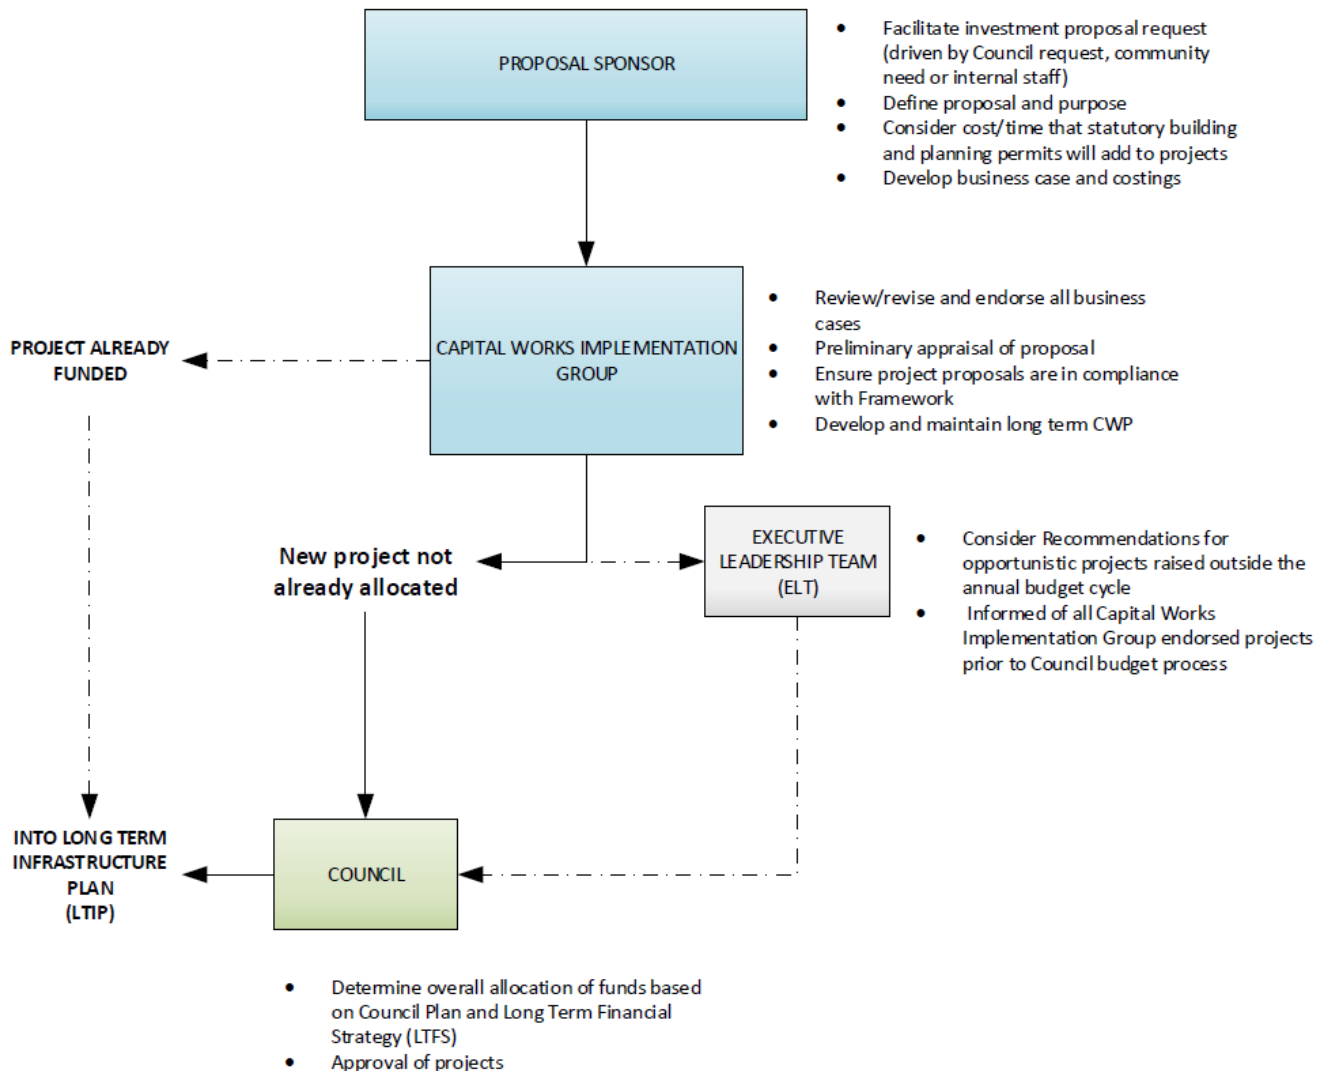 PROPOSAL SPONSOR
• Facilitate investment proposal request
(driven by Council request, community
need or internal staff)
• Define proposal and purpose
• Consider cost/time that statutory building
and planning permits will add to projects
• Develop business case and costings
CAPITAL WORKS IMPLEMENTATION
GROUP
• Review/revise and endorse all business
cases
• Preliminary appraisal of proposal
• Ensure project proposals are in compliance
with Framework
• Develop and maintain long term CWP
PROJECT ALREADY
FUNDED
New project not
already allocated
EXECUTIVE
LEADERSHIP TEAM
(ELT)
• Consider Recommendations for
opportunistic projects raised outside the
annual budget cycle
• Informed of all Capital Works
Implementation Group endorsed projects
prior to Council budget process
INTO LONG TERM
INFRASTRUCTURE
PLAN
(LTIP)
COUNCIL
• Determine overall allocation of funds based
on Council Plan and Long Term Financial
Strategy (LTFS)
• Approval of projects